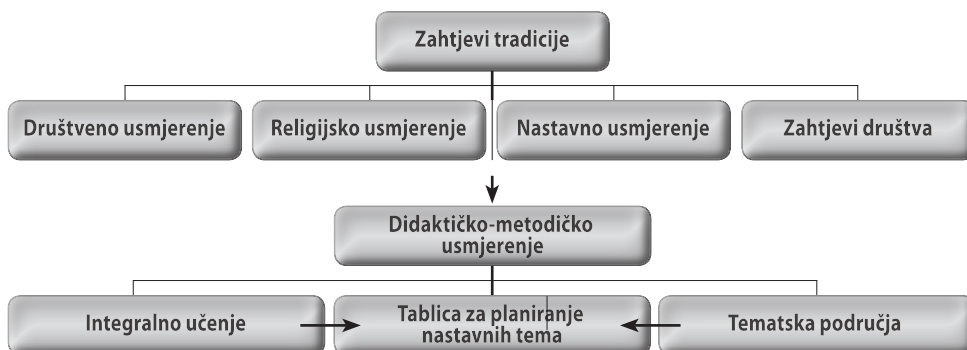 Zahtjevi tradicije
Društveno usmjerenje
Religijsko usmjerenje
Nastavno usmjerenje
Zahtjevi društva
Didaktičko-metodičko
usmjerenje
Integralno učenje
Tablica za planiranje
nastavnih tema
Tematska područja